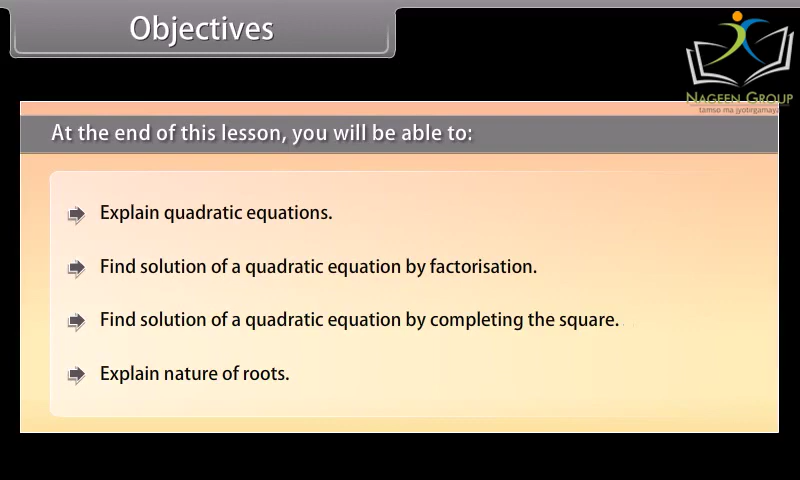 Objectives
NAGEEN GROUP
tamso ma jyotirgamaya
At the end of this lesson, you will be able to:
Explain quadratic equations.
Find solution of a quadratic equation by factorisation.
Find solution of a quadratic equation by completing the square.
Explain nature of roots.